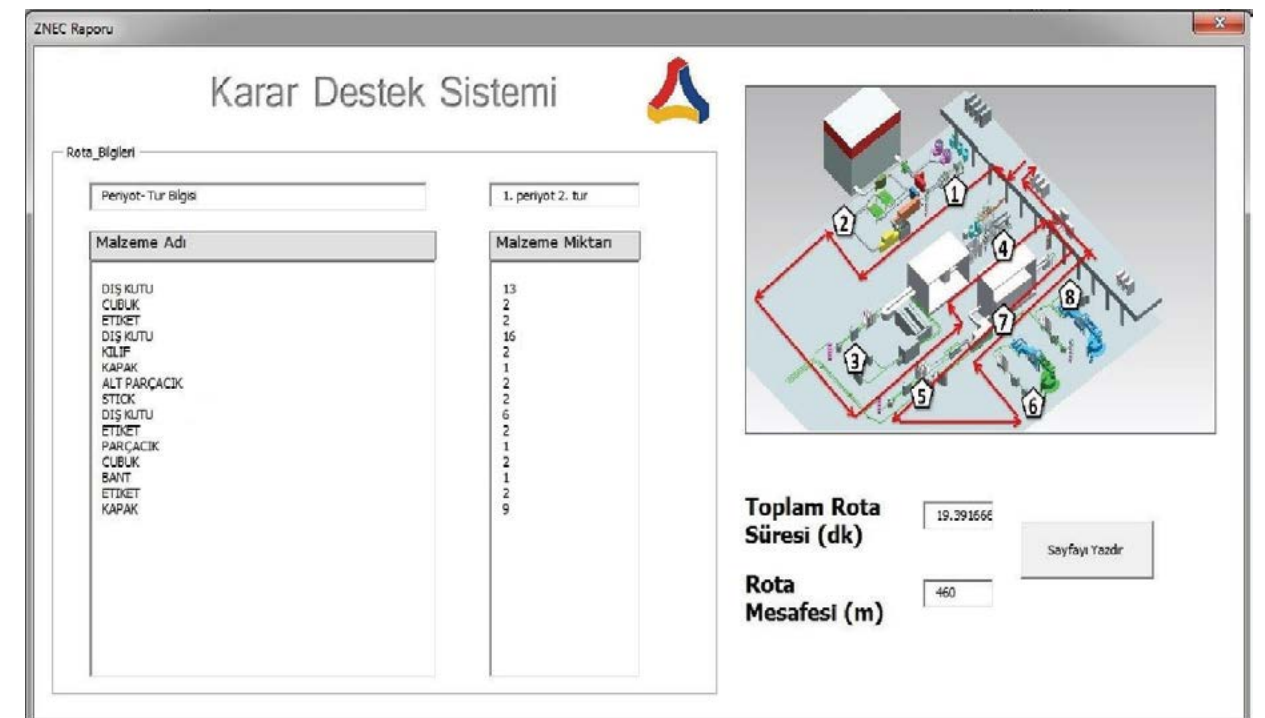 ZNEC Raporu
Karar Destek Sistemi
Rota_Bilgileri
Periyot- Tur Bilgisi
1. periyot 2. tur
Malzeme Adı
Malzeme Miktarı
DIŞ KUTU 13
CUBUK 2
ETIKET 2
DIŞ KUTU 16
KILIF 2
KAPAK 1
ALT PARÇACIK 2
STICK 2
DIŞ KUTU 6
ETIKET 2
PARÇACIK 1
CUBUK 2
BANT 1
ETIKET 2
KAPAK 9
1
2
4
8
7
3
5
6
Toplam Rota
Süresi (dk)
19.391666
Sayfayı Yazdır
Rota
Mesafesi (m)
460